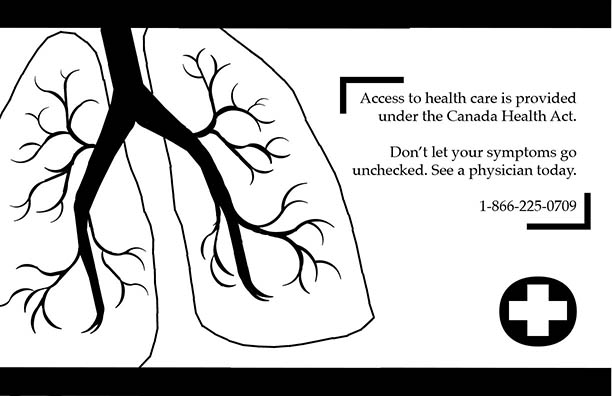 Access to health care is provided
under the Canada Health Act.
Don’t let your symptoms go
unchecked. See a physician today.
1-866-225-0709